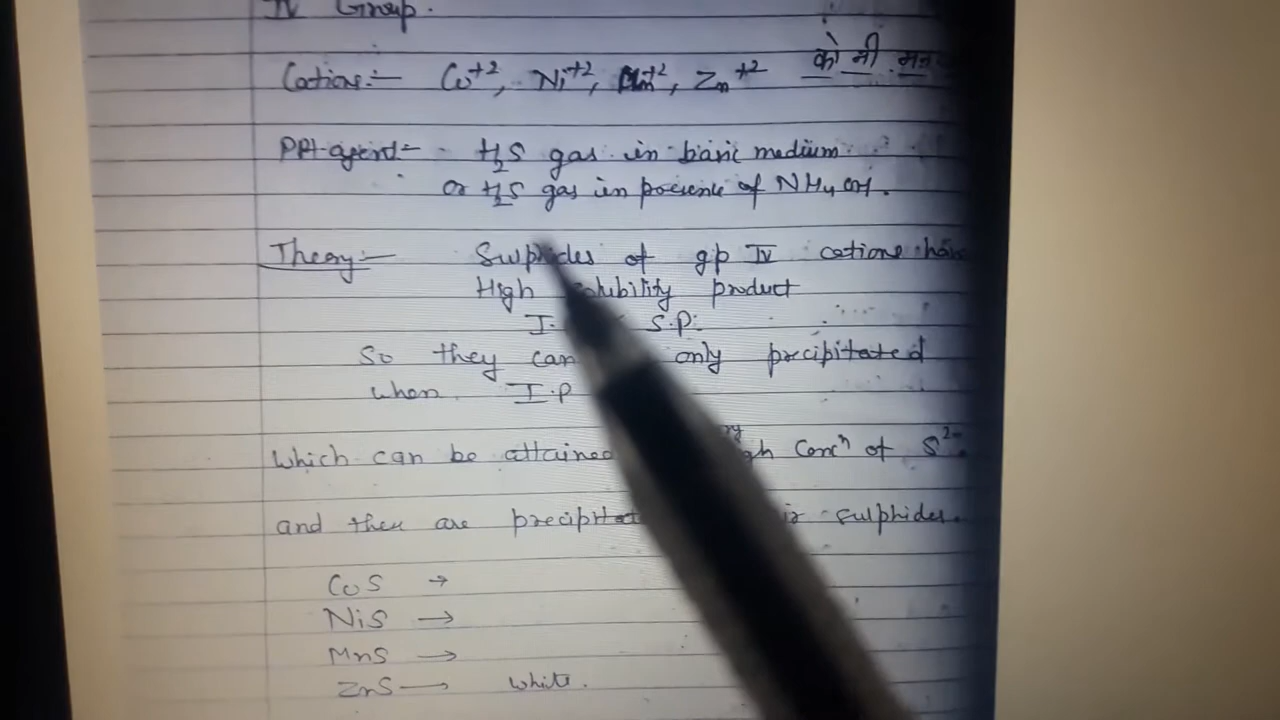 IV Group.
Cations:- Co+2, Ni+2, Mn+2, Zn+2 को नी मन
PPt-agent:- H2S gas in basic medium
or H2S gas in presence of NH4OH.
Theory:- Sulphides of gp IV cations have
High solubility product
I. S.P.
So they can only precipitated
when I.P
Which can be attained Concn of S2-
and then are sulphides.
CoS →
NiS →
MnS →
ZnS → white.